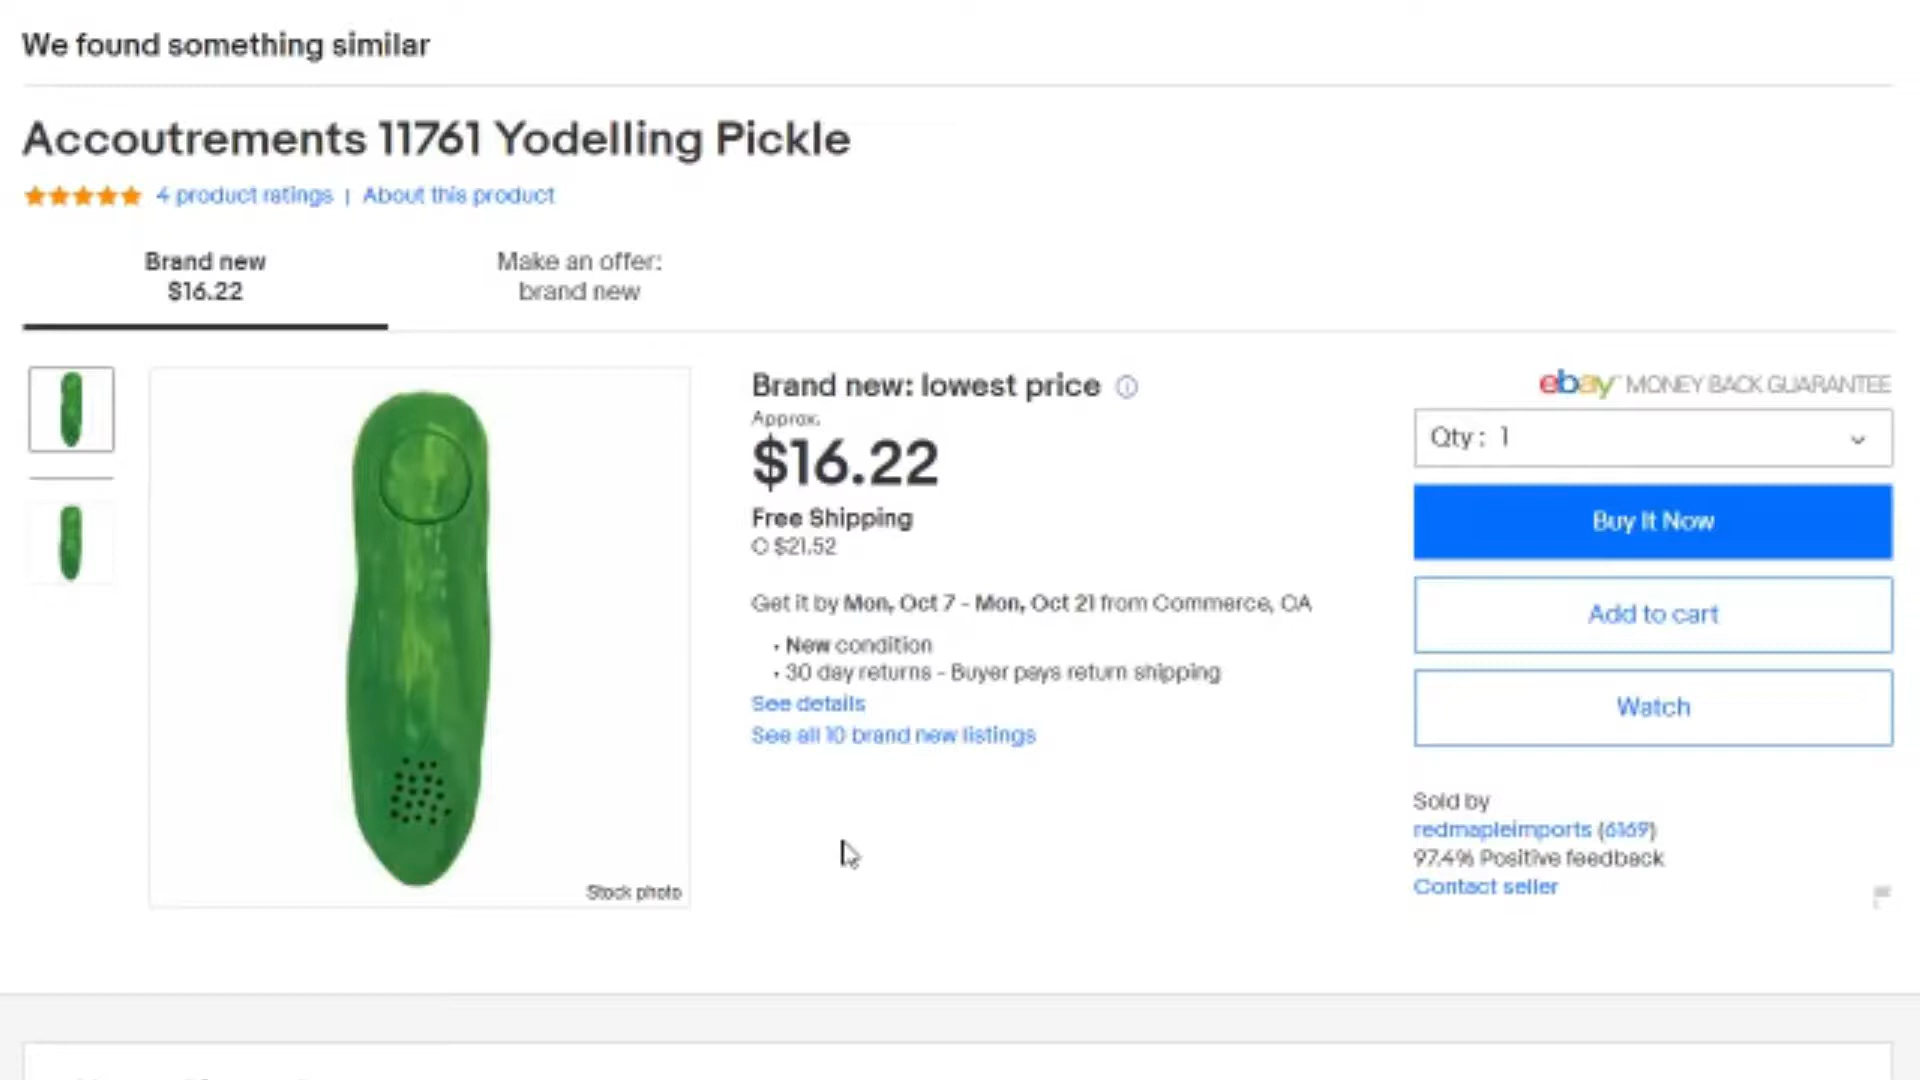 We found something similar
Accoutrements 11761 Yodelling Pickle
4 product ratings | About this product
Brand new
$16.22
Make an offer:
brand new
Brand new: lowest price
Approx.
$16.22
Free Shipping
C $21.52
Get it by Mon, Oct 7 - Mon, Oct 21 from Commerce, CA
• New condition
• 30 day returns - Buyer pays return shipping
See details
See all 10 brand new listings
Stock photo
ebay MONEY BACK GUARANTEE
Qty : 1
Buy It Now
Add to cart
Watch
Sold by
redmapleimports (6169)
97.4% Positive feedback
Contact seller